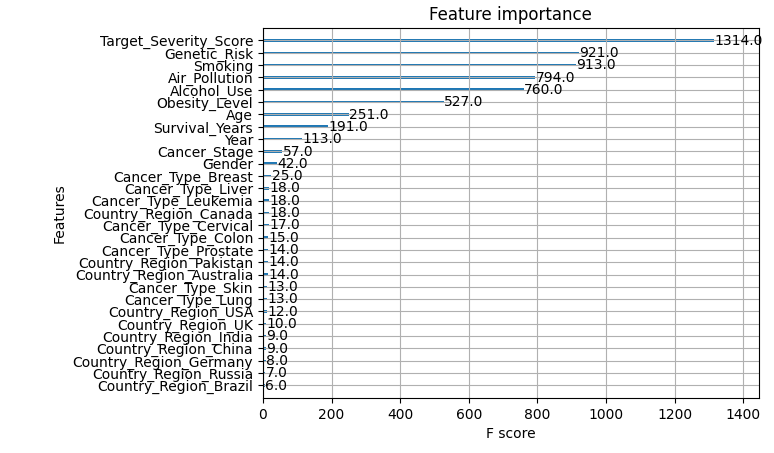 Feature importance
Target_Severity_Score 1314.0
Genetic_Risk 921.0
Smoking 913.0
Air_Pollution 794.0
Alcohol_Use 760.0
Obesity_Level 527.0
Age 251.0
Survival_Years 191.0
Year 113.0
Cancer_Stage 57.0
Gender 42.0
Cancer_Type_Breast 25.0
Cancer_Type_Liver 18.0
Cancer_Type_Leukemia 18.0
Country_Region_Canada 18.0
Cancer_Type_Cervical 17.0
Cancer_Type_Colon 15.0
Cancer_Type_Prostate 14.0
Country_Region_Pakistan 14.0
Country_Region_Australia 14.0
Cancer_Type_Skin 13.0
Cancer_Type_Lung 13.0
Country_Region_USA 12.0
Country_Region_UK 10.0
Country_Region_India 9.0
Country_Region_China 9.0
Country_Region_Germany 8.0
Country_Region_Russia 7.0
Country_Region_Brazil 6.0
Features
0 200 400 600 800 1000 1200 1400
F score